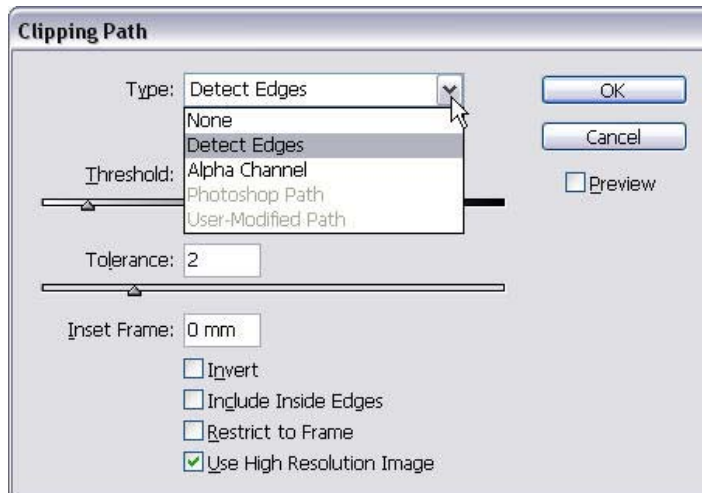 Clipping Path
Type: Detect Edges
OK
None
Detect Edges
Cancel
Alpha Channel
Threshold:
Preview
Photoshop Path
User-Modified Path
Tolerance: 2
Inset Frame: 0 mm
Invert
Include Inside Edges
Restrict to Frame
Use High Resolution Image